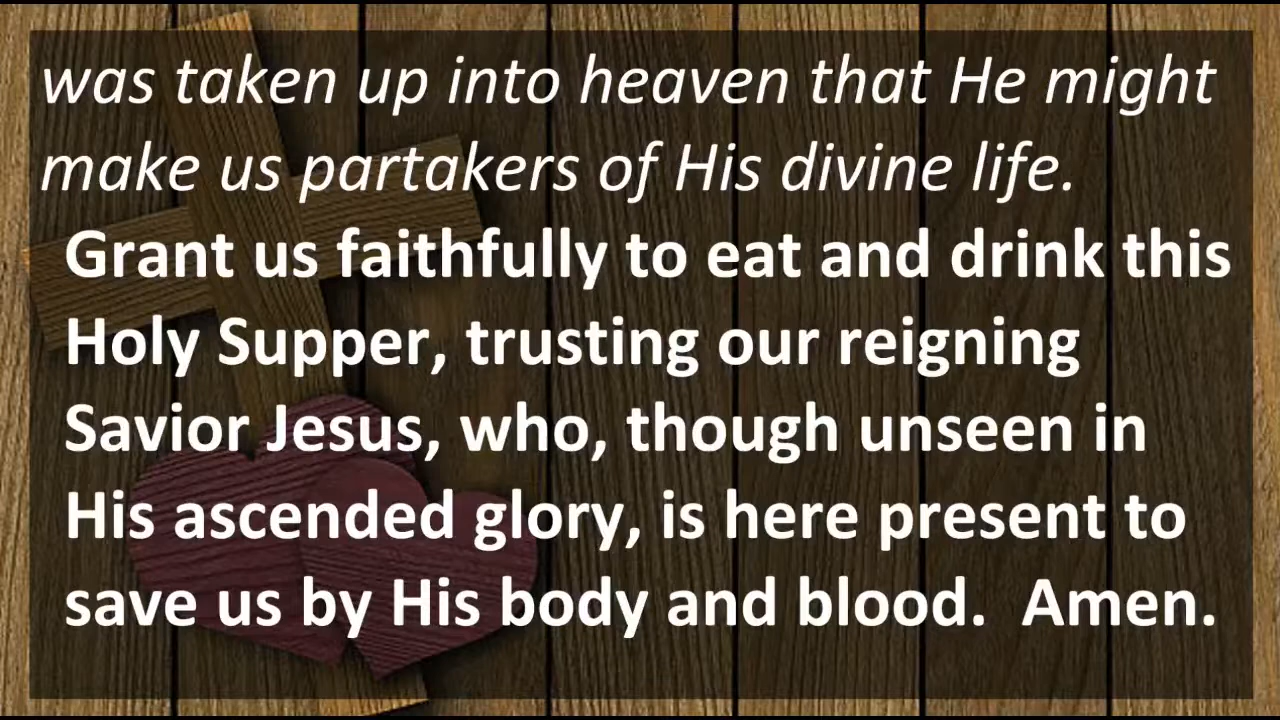 was taken up into heaven that He might
make us partakers of His divine life.
Grant us faithfully to eat and drink this
Holy Supper, trusting our reigning
Savior Jesus, who, though unseen in
His ascended glory, is here present to
save us by His body and blood.  Amen.